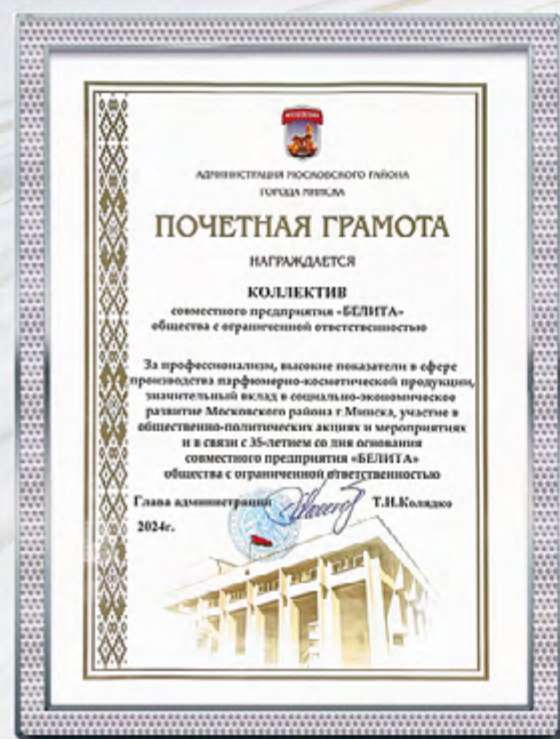 АДМИНИСТРАЦИЯ МОСКОВСКОГО РАЙОНА
ГОРОДА МИНСКА
ПОЧЕТНАЯ ГРАМОТА
НАГРАЖДАЕТСЯ
КОЛЛЕКТИВ
совместного предприятия «БЕЛИТА»
общества с ограниченной ответственностью
За профессионализм, высокие показатели в сфере
производства парфюмерно-косметической продукции,
значительный вклад в социально-экономическое
развитие Московского района г.Минска, участие в
общественно-политических акциях и мероприятиях
и в связи с 35-летием со дня основания
совместного предприятия «БЕЛИТА»
общества с ограниченной ответственностью
Глава администрации Т.И.Колядко
2024г.